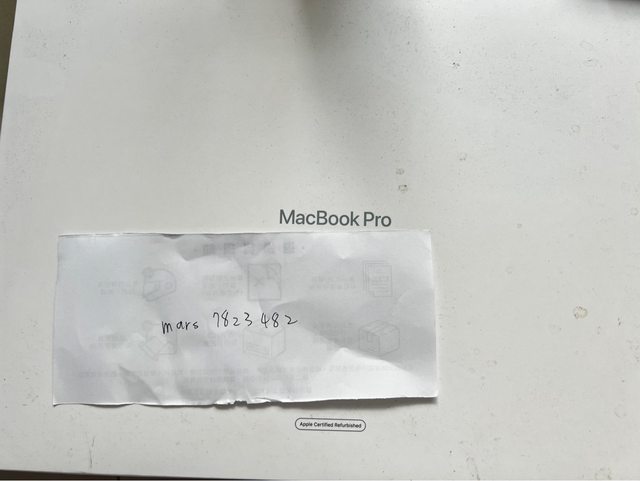 MacBook Pro
mars 7823482
Apple Certified Refurbished